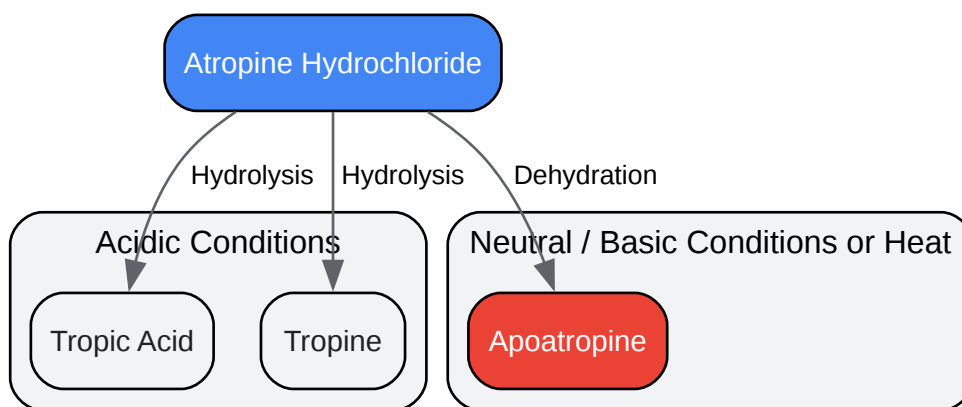 Atropine Hydrochloride
Hydrolysis
Hydrolysis
Dehydration
Acidic Conditions
Neutral / Basic Conditions or Heat
Tropic Acid
Tropine
Apoatropine